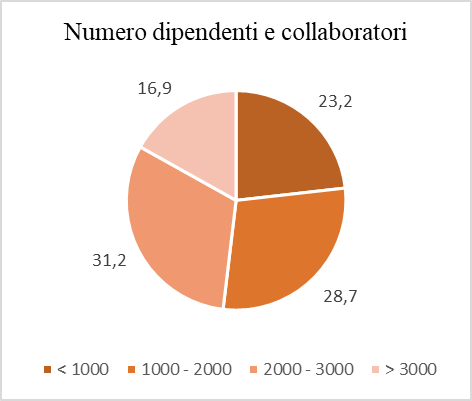 Numero dipendenti e collaboratori
16,9
23,2
31,2
28,7
< 1000
1000 - 2000
2000 - 3000
> 3000